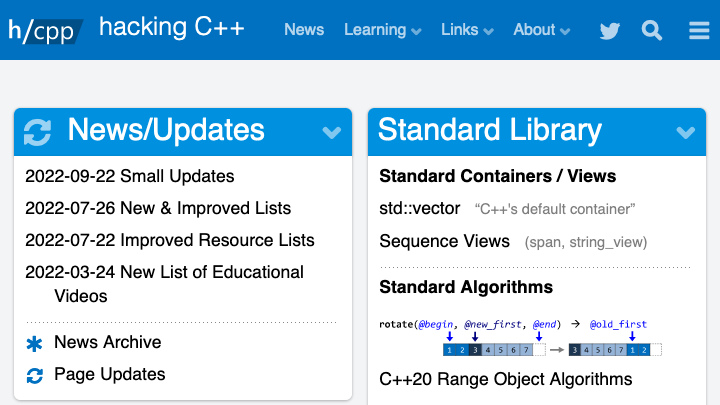 h/cpp hacking C++ News Learning Links About
News/Updates
2022-09-22 Small Updates
2022-07-26 New & Improved Lists
2022-07-22 Improved Resource Lists
2022-03-24 New List of Educational
Videos
News Archive
Page Updates
Standard Library
Standard Containers / Views
std::vector “C++'s default container”
Sequence Views (span, string_view)
Standard Algorithms
rotate(@begin, @new_first, @end) → @old_first
1 2 3 4 5 6 7 → 3 4 5 6 7 1 2
C++20 Range Object Algorithms